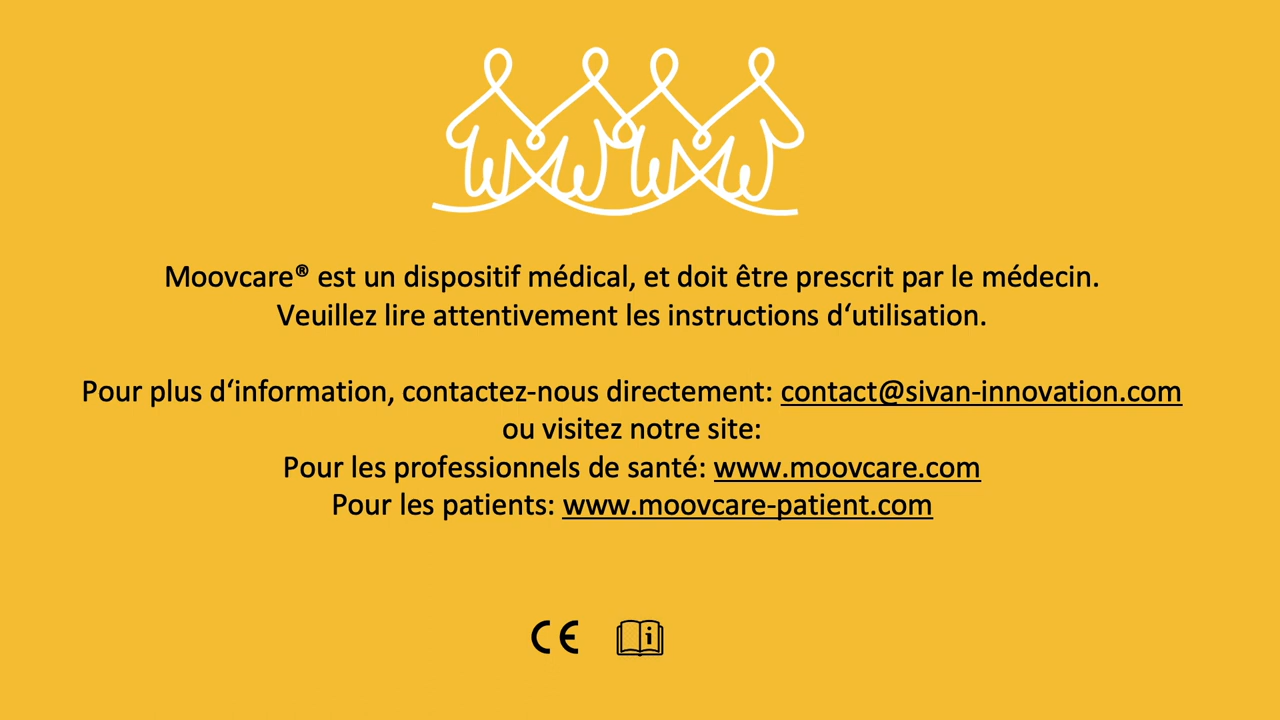 Moovcare® est un dispositif médical, et doit être prescrit par le médecin.
Veuillez lire attentivement les instructions d‘utilisation.
Pour plus d‘information, contactez-nous directement: contact@sivan-innovation.com
ou visitez notre site:
Pour les professionnels de santé: www.moovcare.com
Pour les patients: www.moovcare-patient.com
CE i